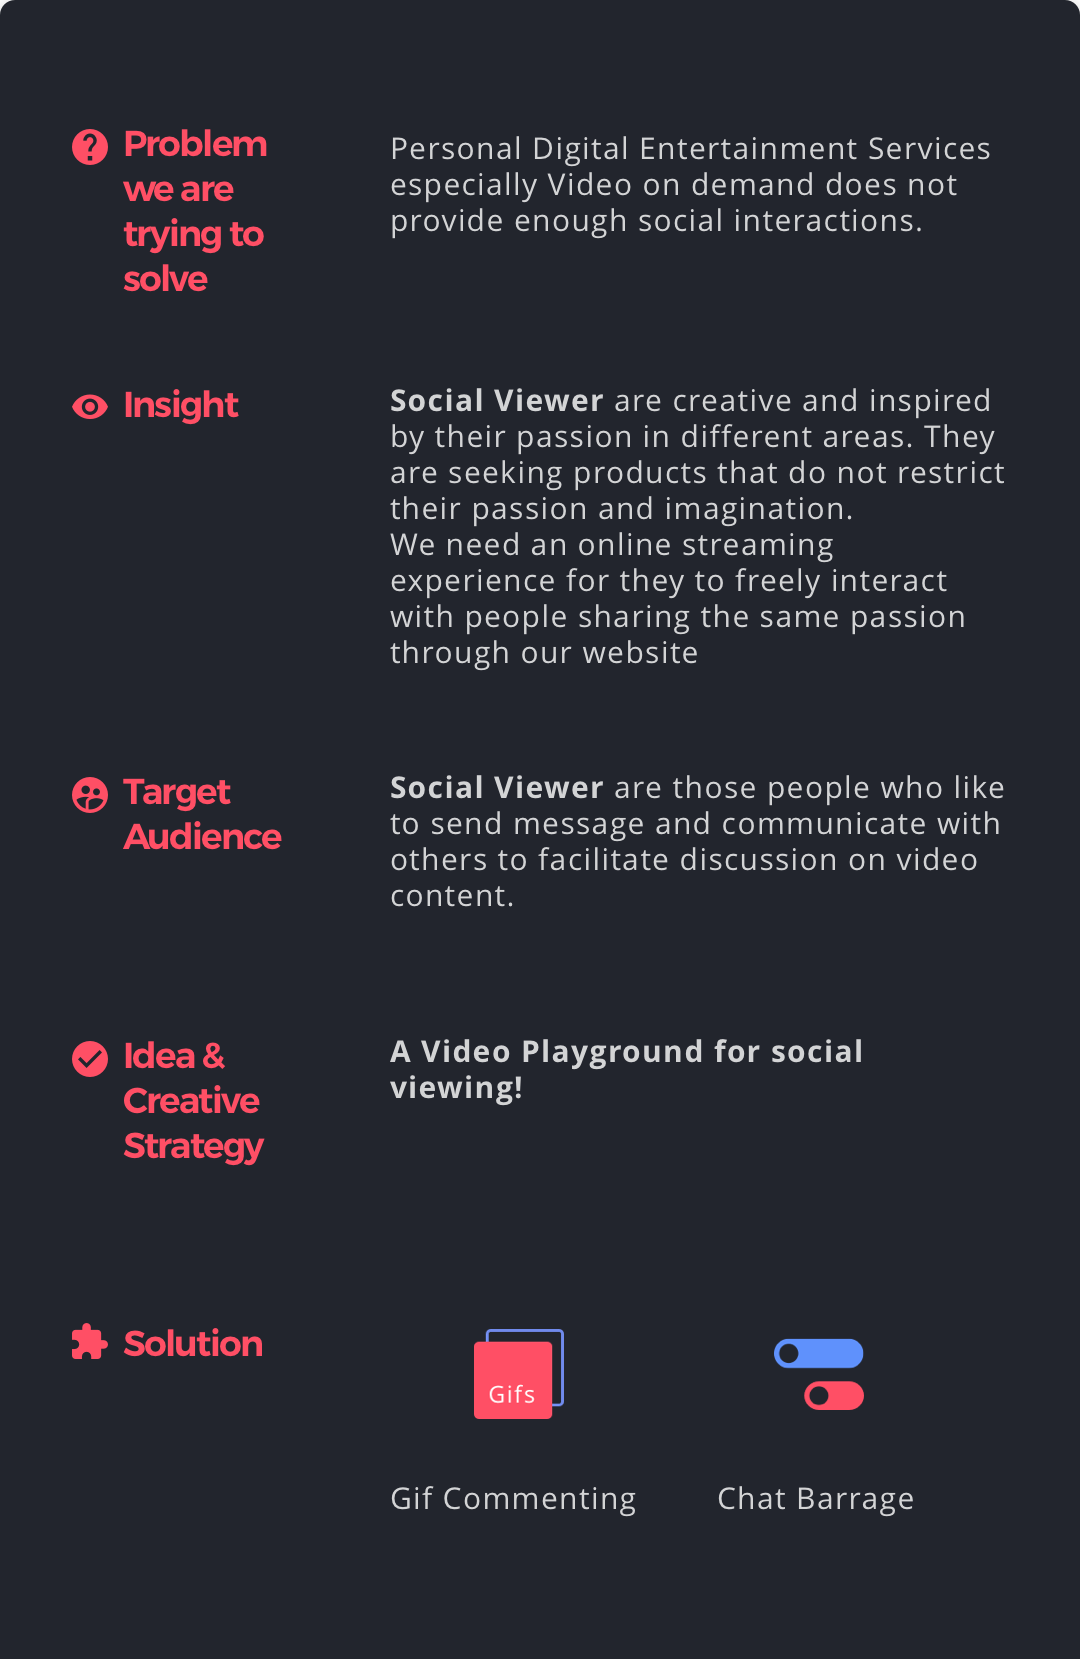 Problem
we are
trying to
solve
Personal Digital Entertainment Services
especially Video on demand does not
provide enough social interactions.
Insight
Social Viewer are creative and inspired
by their passion in different areas. They
are seeking products that do not restrict
their passion and imagination.
We need an online streaming
experience for they to freely interact
with people sharing the same passion
through our website
Target
Audience
Social Viewer are those people who like
to send message and communicate with
others to facilitate discussion on video
content.
Idea &
Creative
Strategy
A Video Playground for social
viewing!
Solution
Gifs
Gif Commenting
Chat Barrage